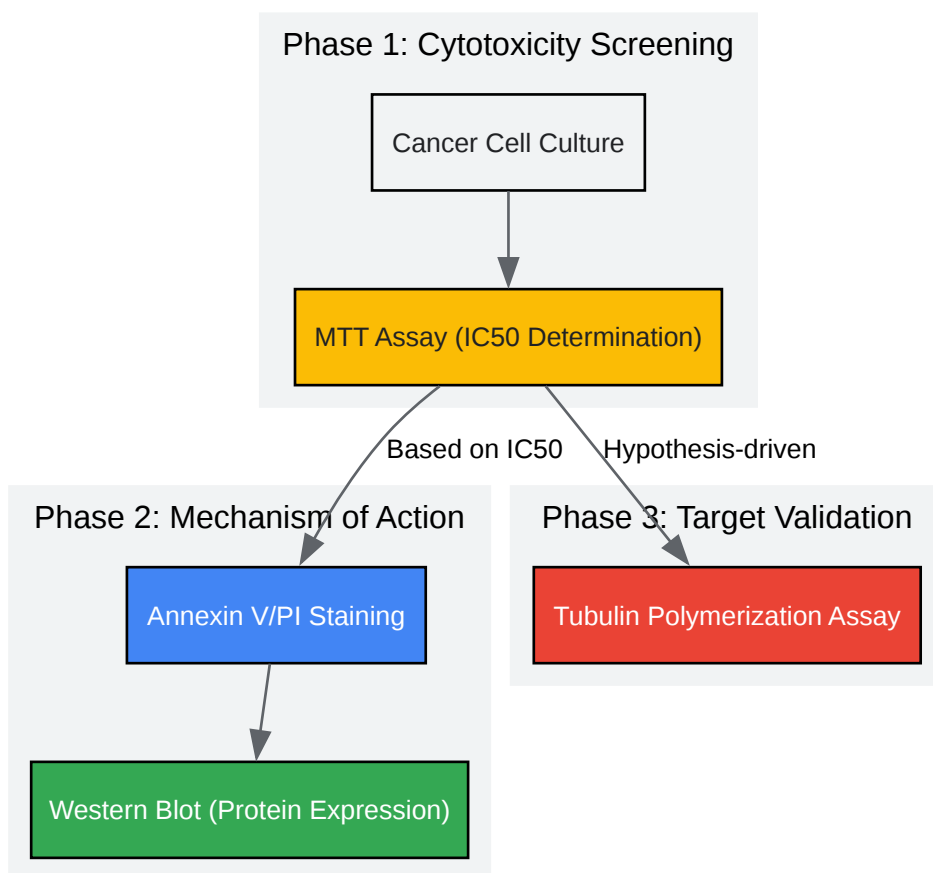 Phase 1: Cytotoxicity Screening
Cancer Cell Culture
MTT Assay (IC50 Determination)
Based on IC50
Hypothesis-driven
Phase 2: Mechanism of Action
Phase 3: Target Validation
Annexin V/PI Staining
Tubulin Polymerization Assay
Western Blot (Protein Expression)